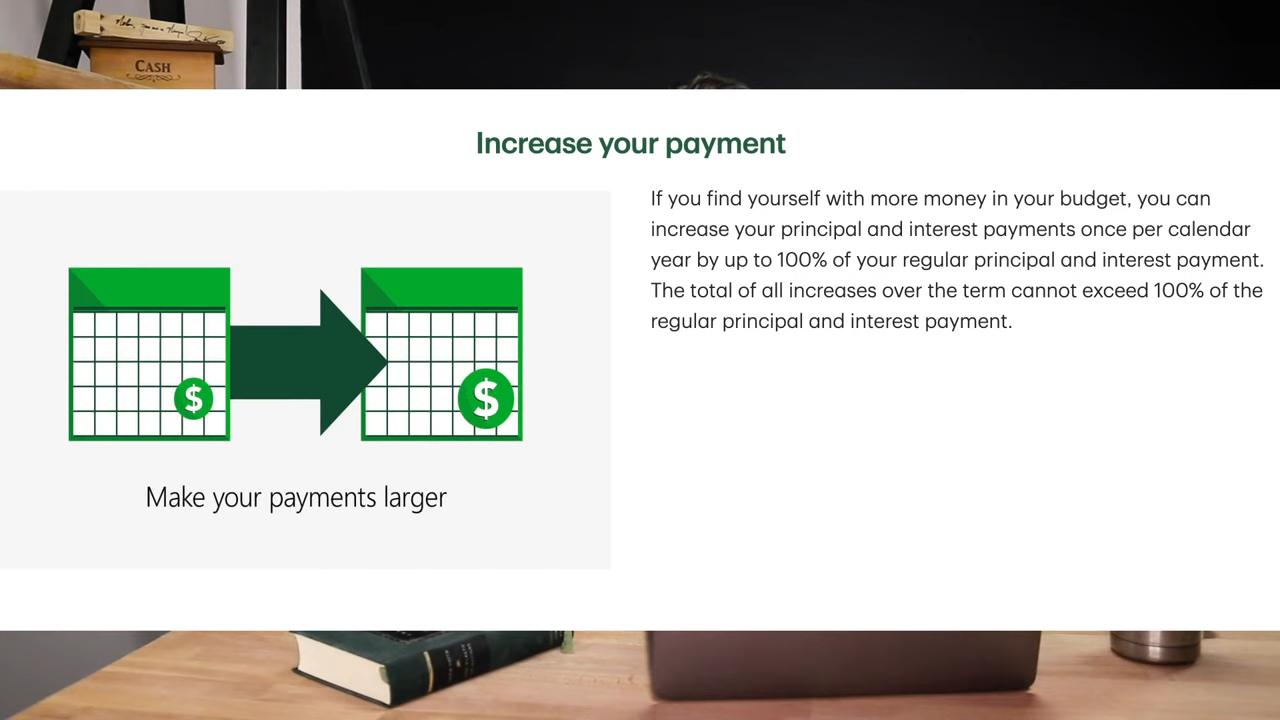 CASH
Increase your payment
If you find yourself with more money in your budget, you can
increase your principal and interest payments once per calendar
year by up to 100% of your regular principal and interest payment.
The total of all increases over the term cannot exceed 100% of the
regular principal and interest payment.
$
$
Make your payments larger